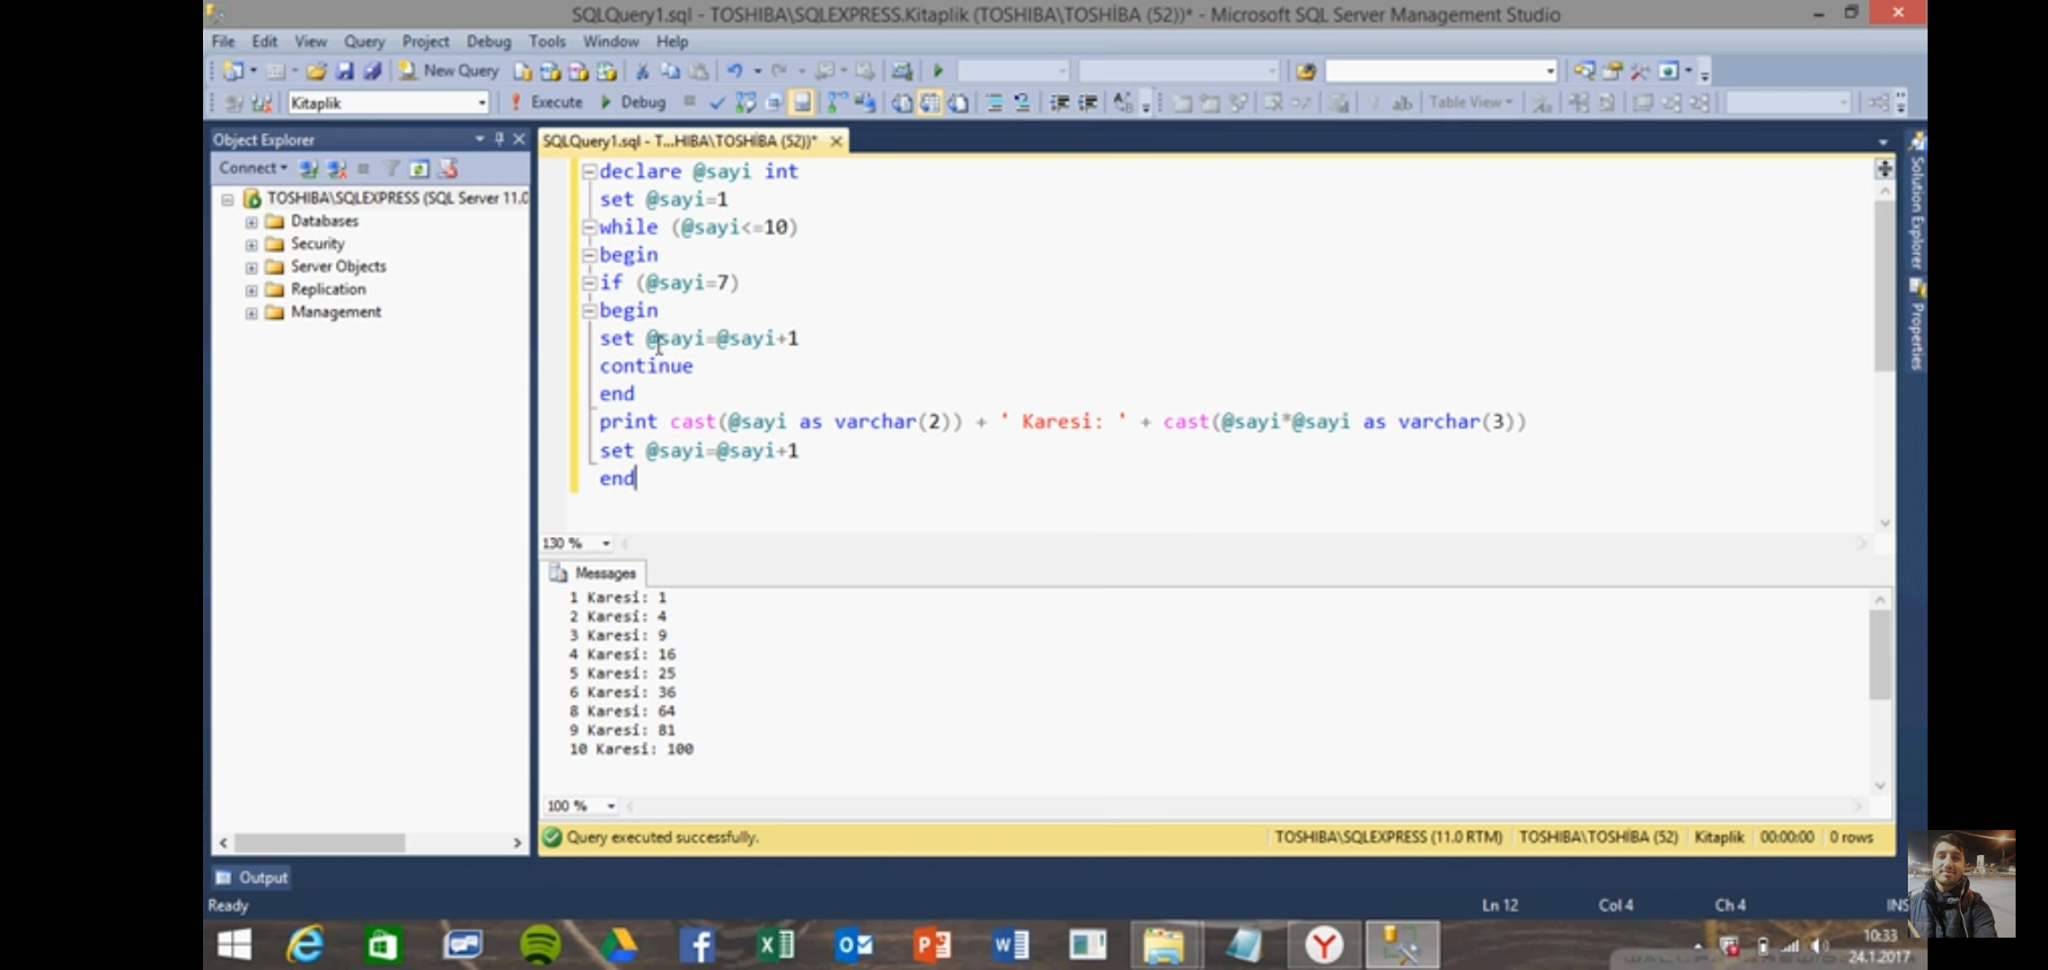 SQLQuery1.sql - TOSHIBA\SQLEXPRESS.Kitaplik (TOSHIBA\TOSHİBA (52))* - Microsoft SQL Server Management Studio
File Edit View Query Project Debug Tools Window Help
New Query
Kitaplik Execute Debug Table View
Object Explorer
Connect
TOSHIBA\SQLEXPRESS (SQL Server 11.0
Databases
Security
Server Objects
Replication
Management
SQLQuery1.sql - T...HIBA\TOSHİBA (52))*
declare @sayi int
set @sayi=1
while (@sayi<=10)
begin
if (@sayi=7)
begin
set @sayi=@sayi+1
continue
end
print cast(@sayi as varchar(2)) + ' Karesi: ' + cast(@sayi*@sayi as varchar(3))
set @sayi=@sayi+1
end
130 %
Messages
1 Karesi: 1
2 Karesi: 4
3 Karesi: 9
4 Karesi: 16
5 Karesi: 25
6 Karesi: 36
8 Karesi: 64
9 Karesi: 81
10 Karesi: 100
100 %
Query executed successfully. TOSHIBA\SQLEXPRESS (11.0 RTM) TOSHIBA\TOSHİBA (52) Kitaplik 00:00:00 0 rows
Solution Explorer
Properties
Output
Ready Ln 12 Col 4 Ch 4 INS
10:33
24.1.2017